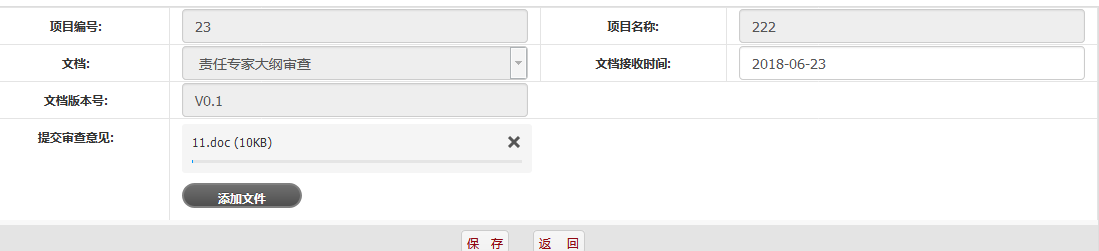 项目编号: 23 项目名称: 222
文档: 责任专家大纲审查 文档接收时间: 2018-06-23
文档版本号: V0.1
提交审查意见: 11.doc (10KB)
添加文件
保 存 返 回